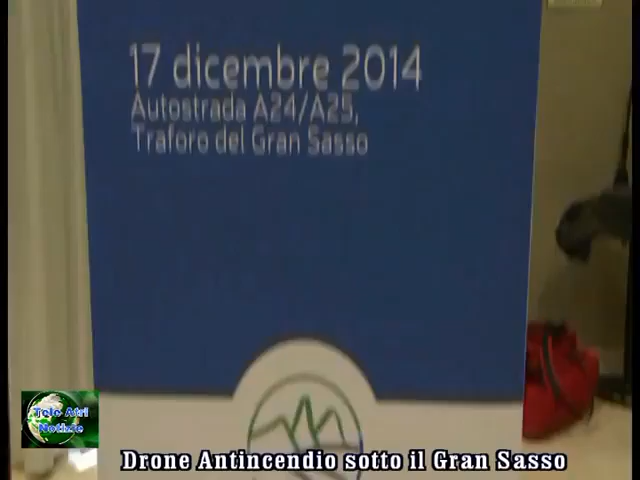 17 dicembre 2014
Autostrada A24/A25,
Traforo del Gran Sasso
Tele Atri
Notizie
Drone Antincendio sotto il Gran Sasso